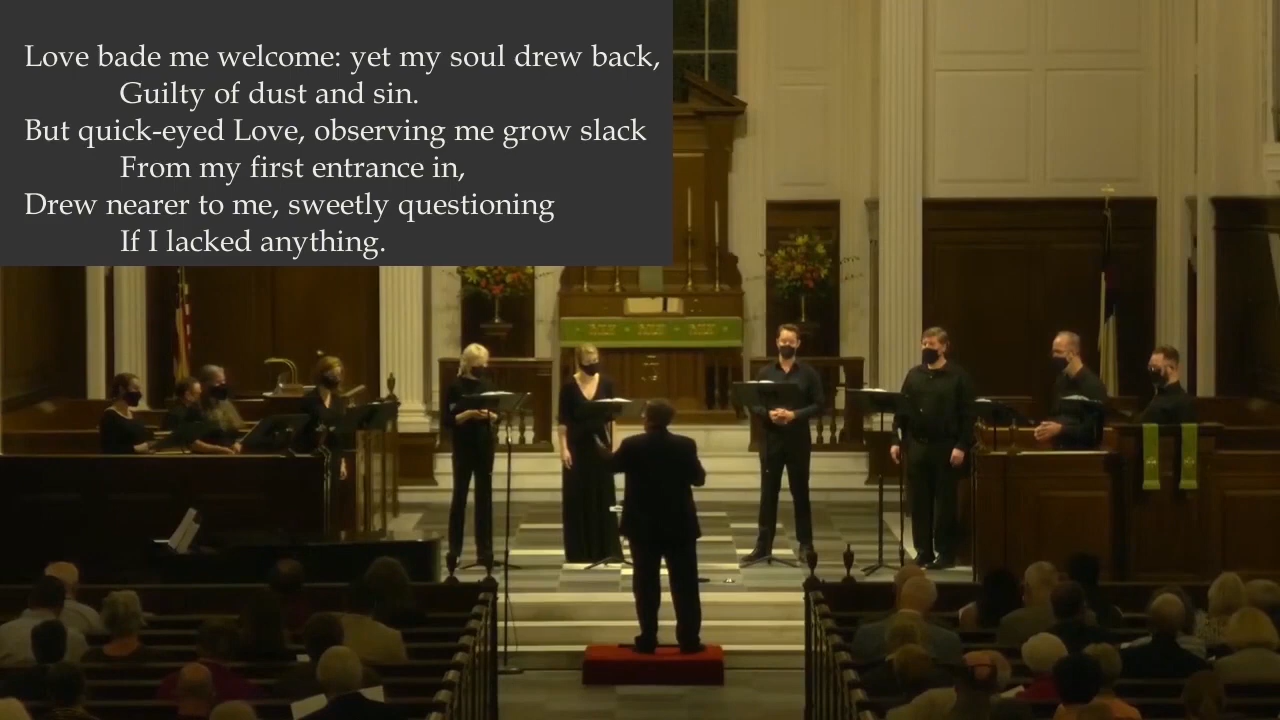 Love bade me welcome: yet my soul drew back,
Guilty of dust and sin.
But quick-eyed Love, observing me grow slack
From my first entrance in,
Drew nearer to me, sweetly questioning
If I lacked anything.